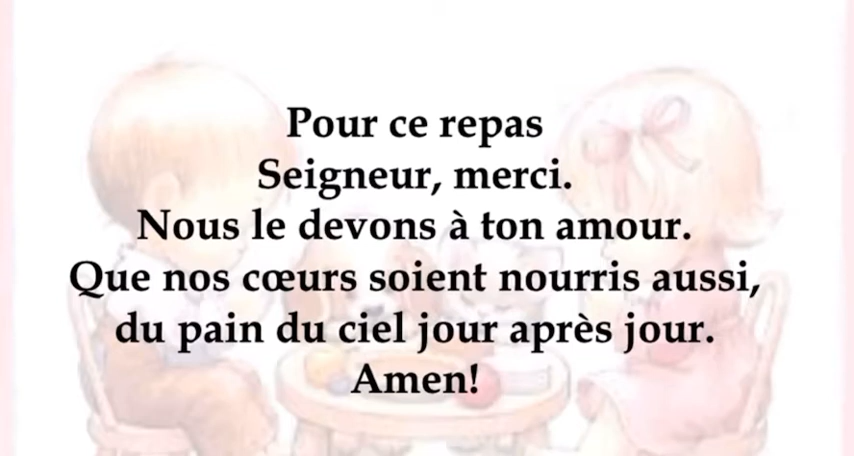 Pour ce repas
Seigneur, merci.
Nous le devons à ton amour.
Que nos cœurs soient nourris aussi,
du pain du ciel jour après jour.
Amen!